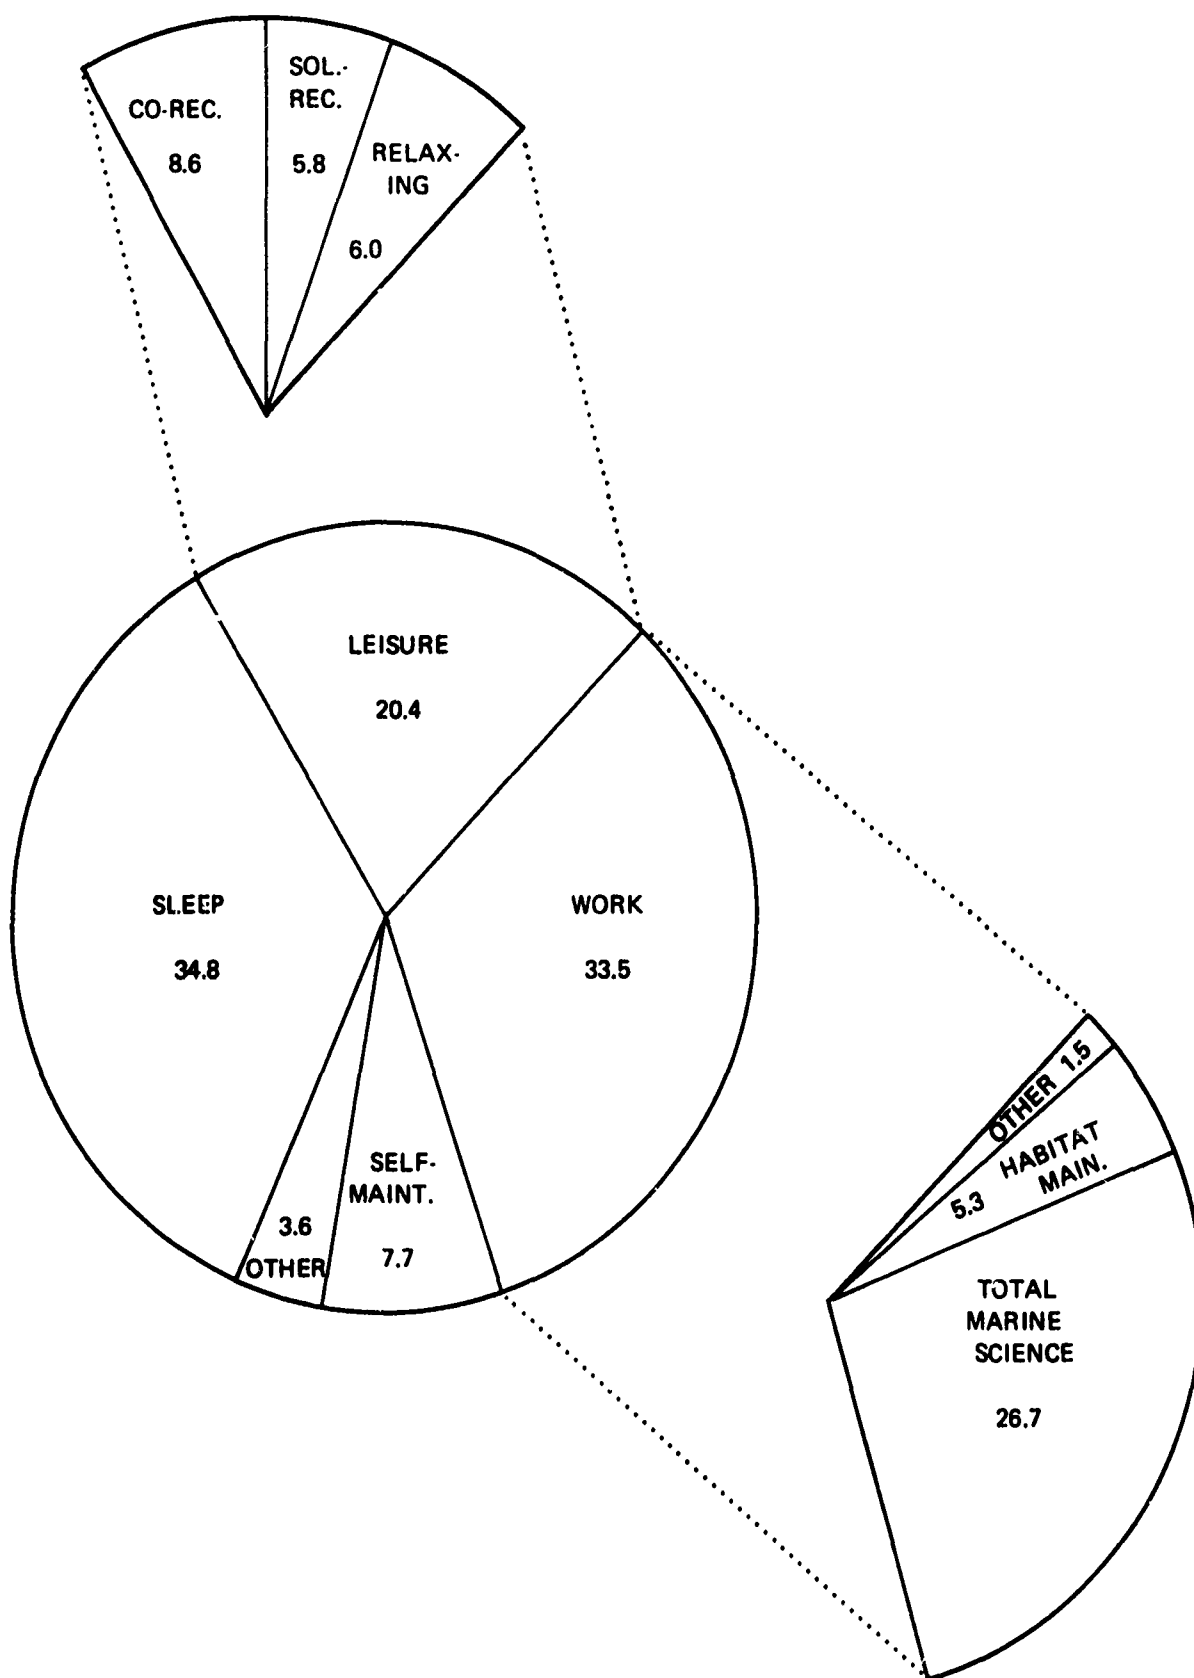 CO-REC.
8.6
SOL.-
REC.
5.8
RELAX-
ING
6.0
LEISURE
20.4
SLEEP
34.8
WORK
33.5
SELF-
MAINT.
7.7
3.6
OTHER
OTHER 1.5
HABITAT
MAIN.
5.3
TOTAL
MARINE
SCIENCE
26.7